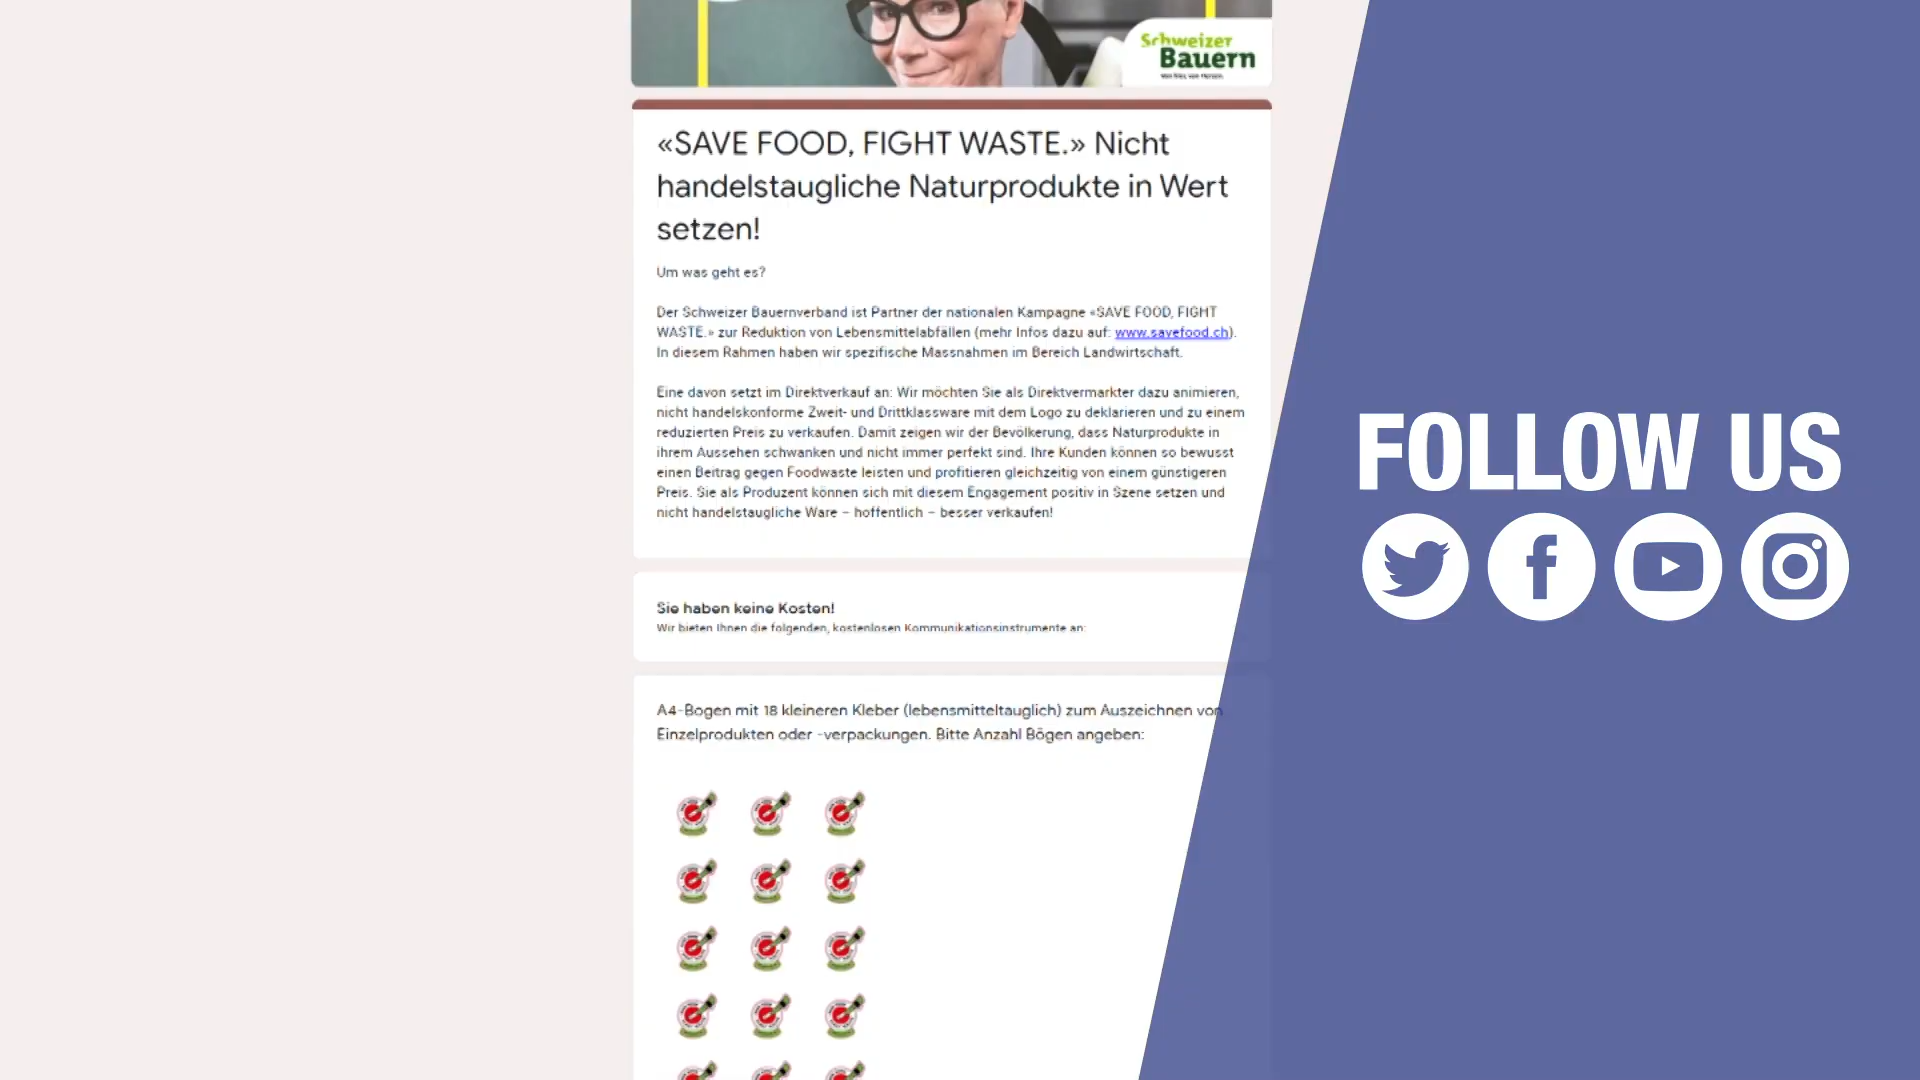 Schweizer
Bauern
«SAVE FOOD, FIGHT WASTE.» Nicht
handelstaugliche Naturprodukte in Wert
setzen!
Um was geht es?
Der Schweizer Bauernverband ist Partner der nationalen Kampagne «SAVE FOOD, FIGHT
WASTE.» zur Reduktion von Lebensmittelabfällen (mehr Infos dazu auf: www.savefood.ch).
In diesem Rahmen haben wir spezifische Massnahmen im Bereich Landwirtschaft.
Eine davon setzt im Direktverkauf an: Wir möchten Sie als Direktvermarkter dazu animieren,
nicht handelskonforme Zweit- und Drittklassware mit dem Logo zu deklarieren und zu einem
reduzierten Preis zu verkaufen. Damit zeigen wir der Bevölkerung, dass Naturprodukte in
ihrem Aussehen schwanken und nicht immer perfekt sind. Ihre Kunden können so bewusst
einen Beitrag gegen Foodwaste leisten und profitieren gleichzeitig von einem günstigeren
Preis. Sie als Produzent können sich mit diesem Engagement positiv in Szene setzen und
nicht handelstaugliche Ware – hoffentlich – besser verkaufen!
Sie haben keine Kosten!
Wir bieten Ihnen die folgenden, kostenlosen Kommunikationsinstrumente an:
A4-Bogen mit 18 kleineren Kleber (lebensmitteltauglich) zum Auszeichnen von
Einzelprodukten oder -verpackungen. Bitte Anzahl Bögen angeben:
FOLLOW US